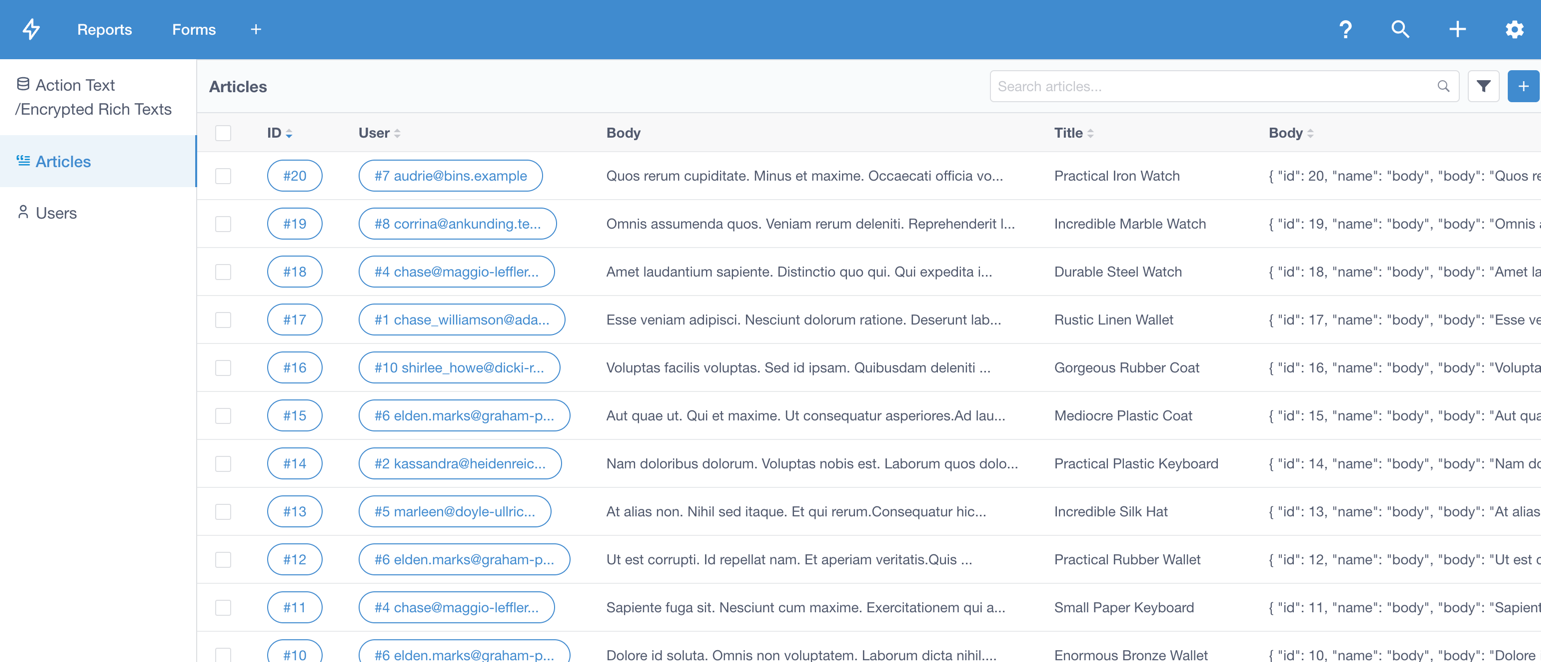 Reports Forms +
Action Text
/Encrypted Rich Texts
Articles
Users
Articles
Search articles...
ID User Body Title Body
#20 #7 audrie@bins.example Quos rerum cupiditate. Minus et maxime. Occaecati officia vo... Practical Iron Watch { "id": 20, "name": "body", "body": "Quos re
#19 #8 corrina@ankunding.te... Omnis assumenda quos. Veniam rerum deleniti. Reprehenderit l... Incredible Marble Watch { "id": 19, "name": "body", "body": "Omnis a
#18 #4 chase@maggio-leffler... Amet laudantium sapiente. Distinctio quo qui. Qui expedita i... Durable Steel Watch { "id": 18, "name": "body", "body": "Amet la
#17 #1 chase_williamson@ada... Esse veniam adipisci. Nesciunt dolorum ratione. Deserunt lab... Rustic Linen Wallet { "id": 17, "name": "body", "body": "Esse ve
#16 #10 shirlee_howe@dicki-r... Voluptas facilis voluptas. Sed id ipsam. Quibusdam deleniti ... Gorgeous Rubber Coat { "id": 16, "name": "body", "body": "Volupta
#15 #6 elden.marks@graham-p... Aut quae ut. Qui et maxime. Ut consequatur asperiores.Ad lau... Mediocre Plastic Coat { "id": 15, "name": "body", "body": "Aut qua
#14 #2 kassandra@heidenreic... Nam doloribus dolorum. Voluptas nobis est. Laborum quos dolo... Practical Plastic Keyboard { "id": 14, "name": "body", "body": "Nam do
#13 #5 marleen@doyle-ullric... At alias non. Nihil sed itaque. Et qui rerum.Consequatur hic... Incredible Silk Hat { "id": 13, "name": "body", "body": "At alias
#12 #6 elden.marks@graham-p... Ut est corrupti. Id repellat nam. Et aperiam veritatis.Quis ... Practical Rubber Wallet { "id": 12, "name": "body", "body": "Ut est c
#11 #4 chase@maggio-leffler... Sapiente fuga sit. Nesciunt cum maxime. Exercitationem qui a... Small Paper Keyboard { "id": 11, "name": "body", "body": "Sapient
#10 #6 elden.marks@graham-p... Dolore id soluta. Omnis non voluptatem. Laborum dicta nihil.... Enormous Bronze Wallet { "id": 10, "name": "body", "body": "Dolore